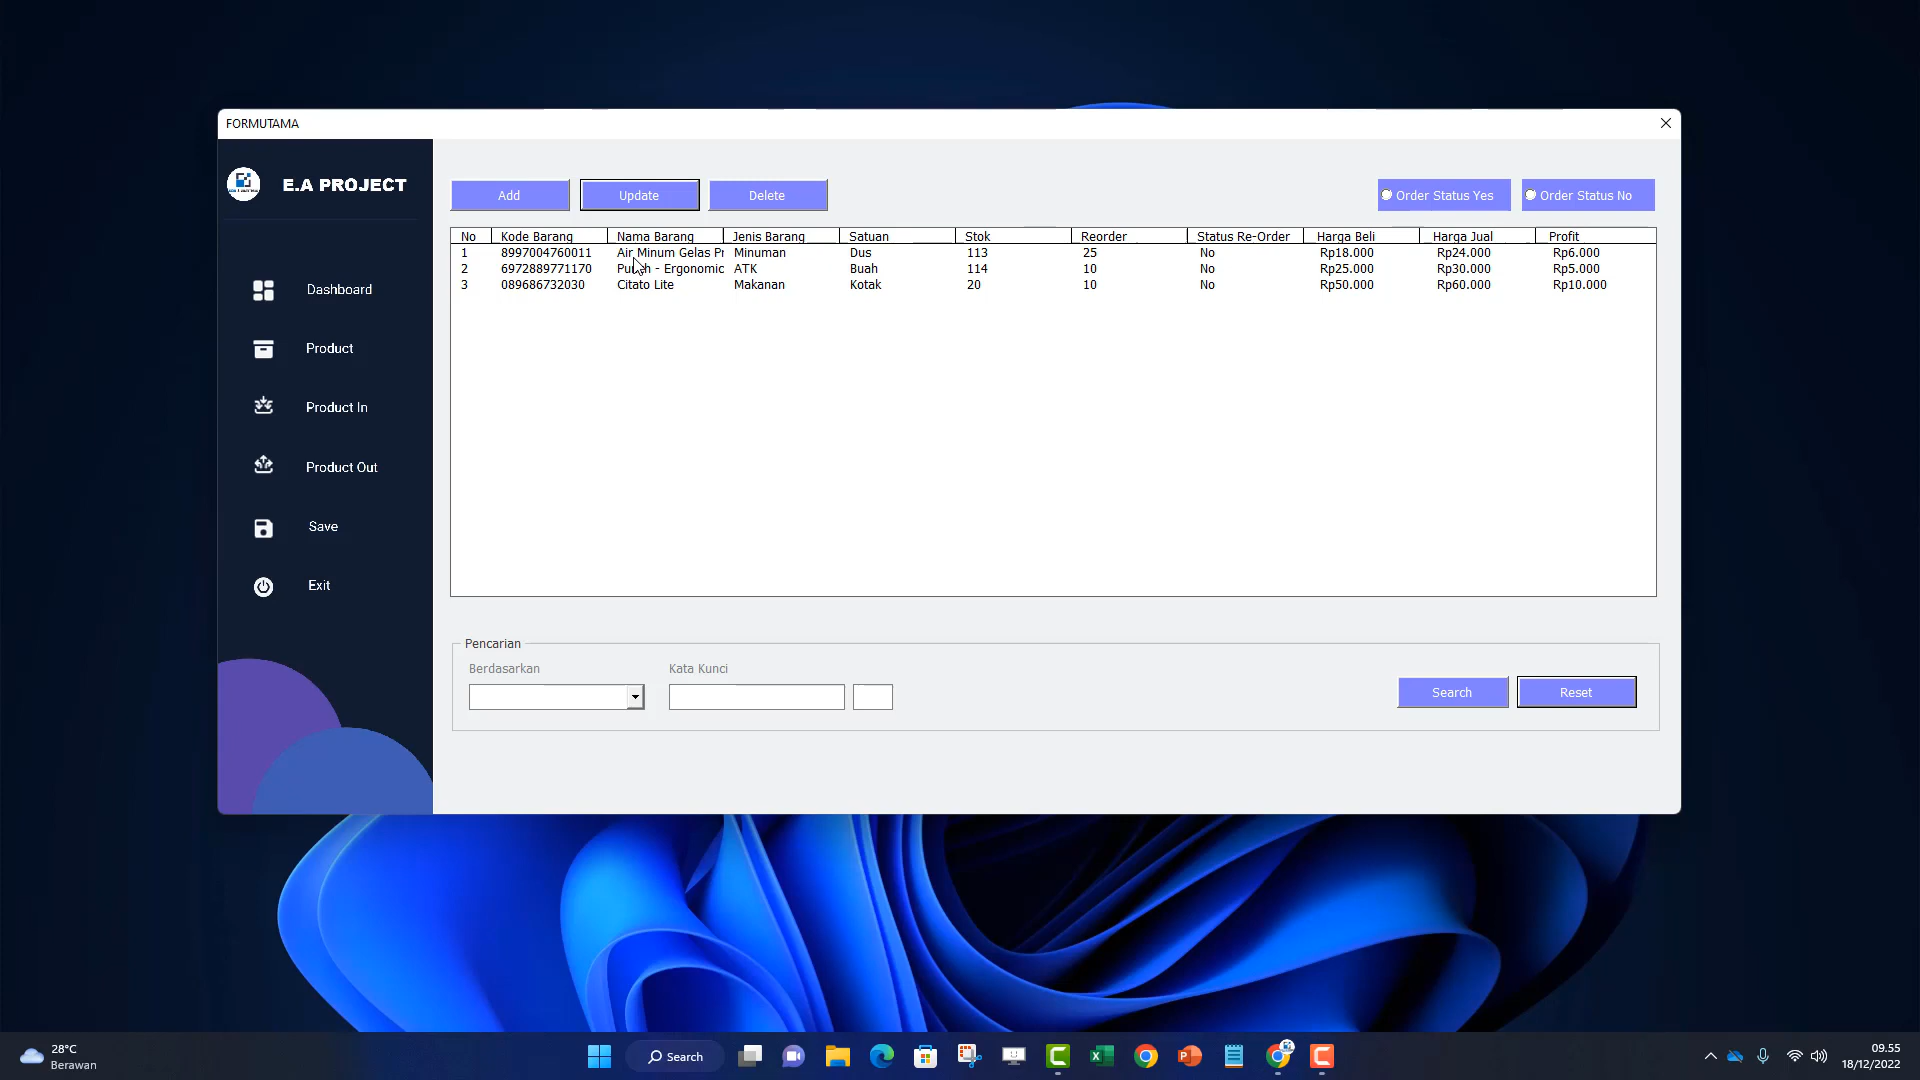 FORMUTAMA
E.A PROJECT
Dashboard
Product
Product In
Product Out
Save
Exit
Add Update Delete Order Status Yes Order Status No
No Kode Barang Nama Barang Jenis Barang Satuan Stok Reorder Status Re-Order Harga Beli Harga Jual Profit
1 8997004760011 Air Minum Gelas Pr Minuman Dus 113 25 No Rp18.000 Rp24.000 Rp6.000
2 6972889771170 - Ergonomic ATK Buah 114 10 No Rp25.000 Rp30.000 Rp5.000
3 089686732030 Citato Lite Makanan Kotak 20 10 No Rp50.000 Rp60.000 Rp10.000
Pencarian
Berdasarkan Kata Kunci
Search Reset
28°C
Berawan
Search
09.55
18/12/2022